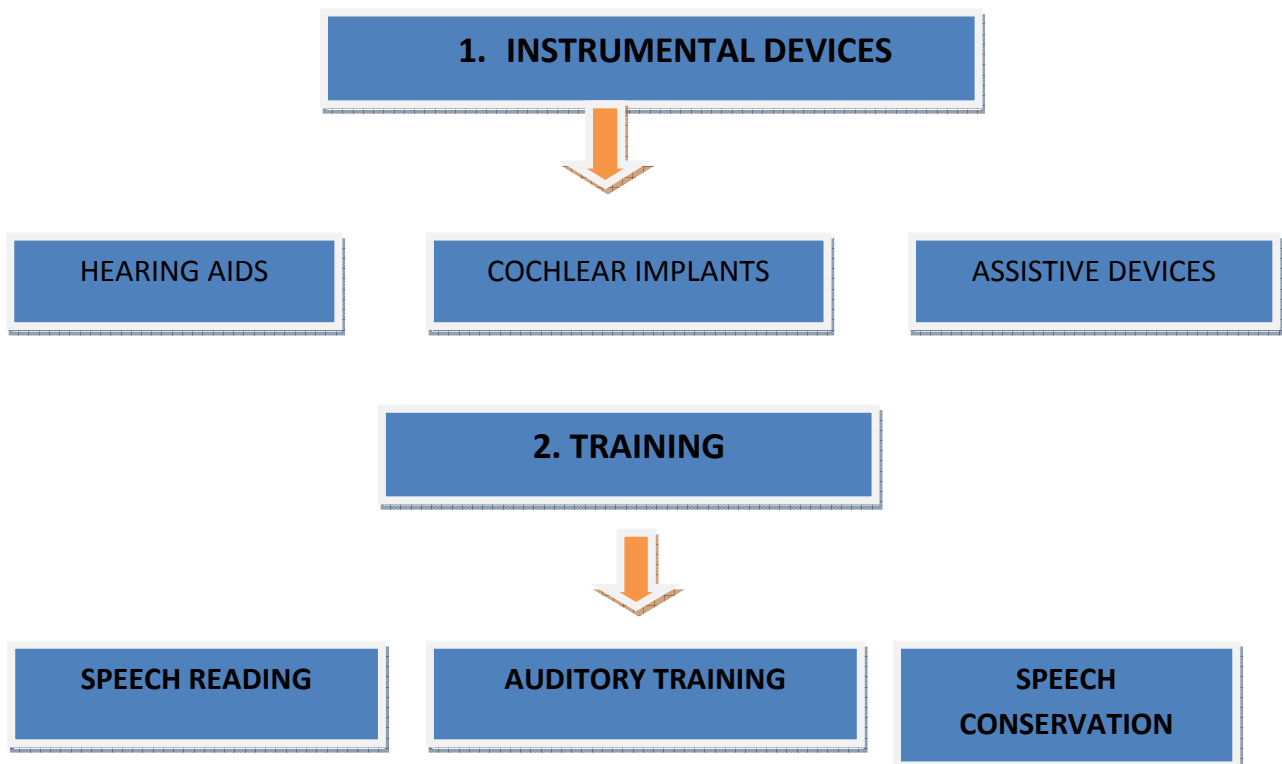 1. INSTRUMENTAL DEVICES
HEARING AIDS
COCHLEAR IMPLANTS
ASSISTIVE DEVICES
2. TRAINING
SPEECH READING
AUDITORY TRAINING
SPEECH
CONSERVATION